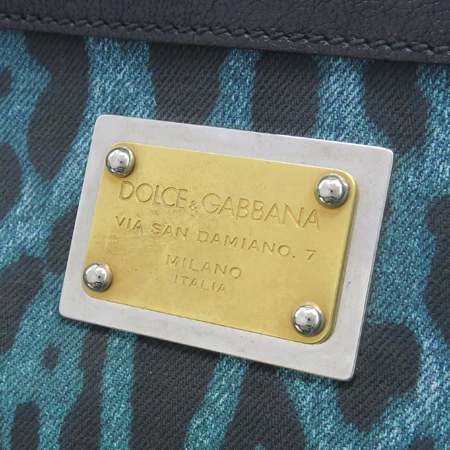 DOLCE & GABBANA
VIA SAN DAMIANO. 7
MILANO
ITALIA